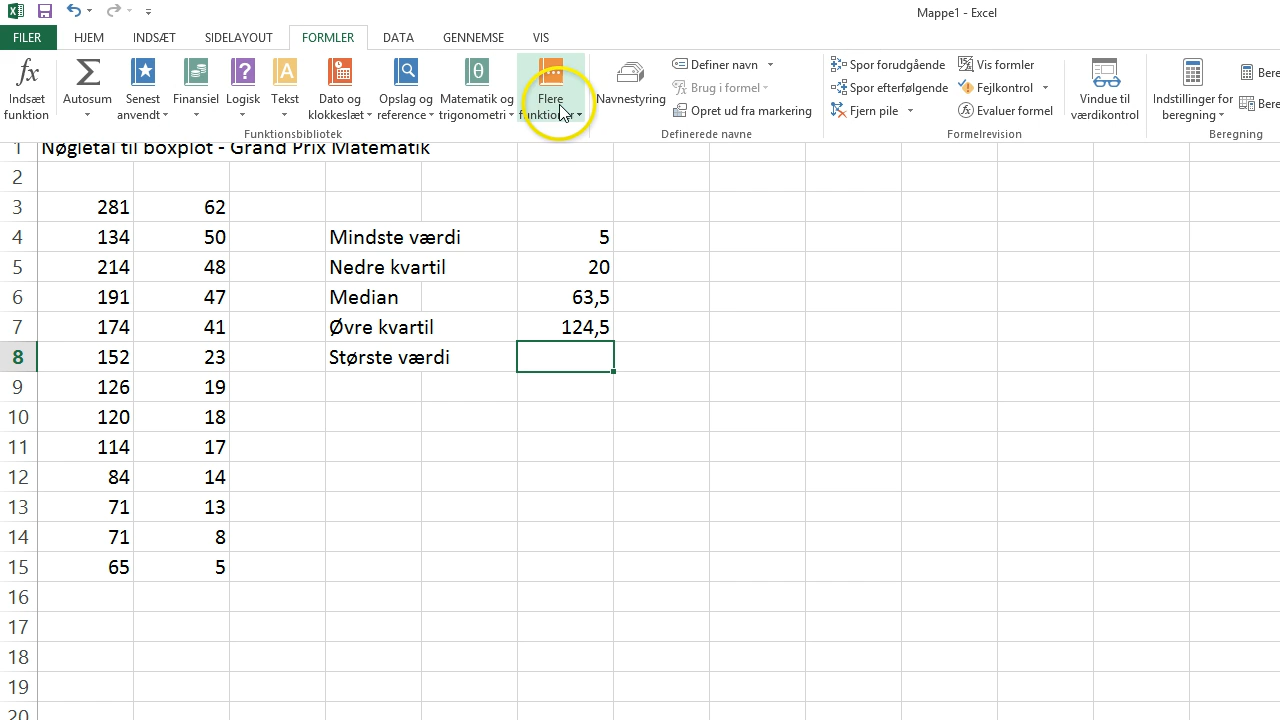 Mappe1 - Excel
FILER HJEM INDSÆT SIDELAYOUT FORMLER DATA GENNEMSE VIS
Indsæt funktion
Autosum
Senest anvendt
Finansiel
Logisk
Tekst
Dato og klokkeslæt
Opslag og reference
Matematik og trigonometri
Flere funktioner
Funktionsbibliotek
Navnestyring
Definer navn
Brug i formel
Opret ud fra markering
Definerede navne
Spor forudgående
Spor efterfølgende
Fjern pile
Vis formler
Fejlkontrol
Evaluer formel
Formelrevision
Vindue til værdikontrol
Indstillinger for beregning
Bere
Bere
Beregning
1 Nøgletal til boxplot - Grand Prix Matematik
2
3 281 62
4 134 50 Mindste værdi 5
5 214 48 Nedre kvartil 20
6 191 47 Median 63,5
7 174 41 Øvre kvartil 124,5
8 152 23 Største værdi
9 126 19
10 120 18
11 114 17
12 84 14
13 71 13
14 71 8
15 65 5
16
17
18
19
20